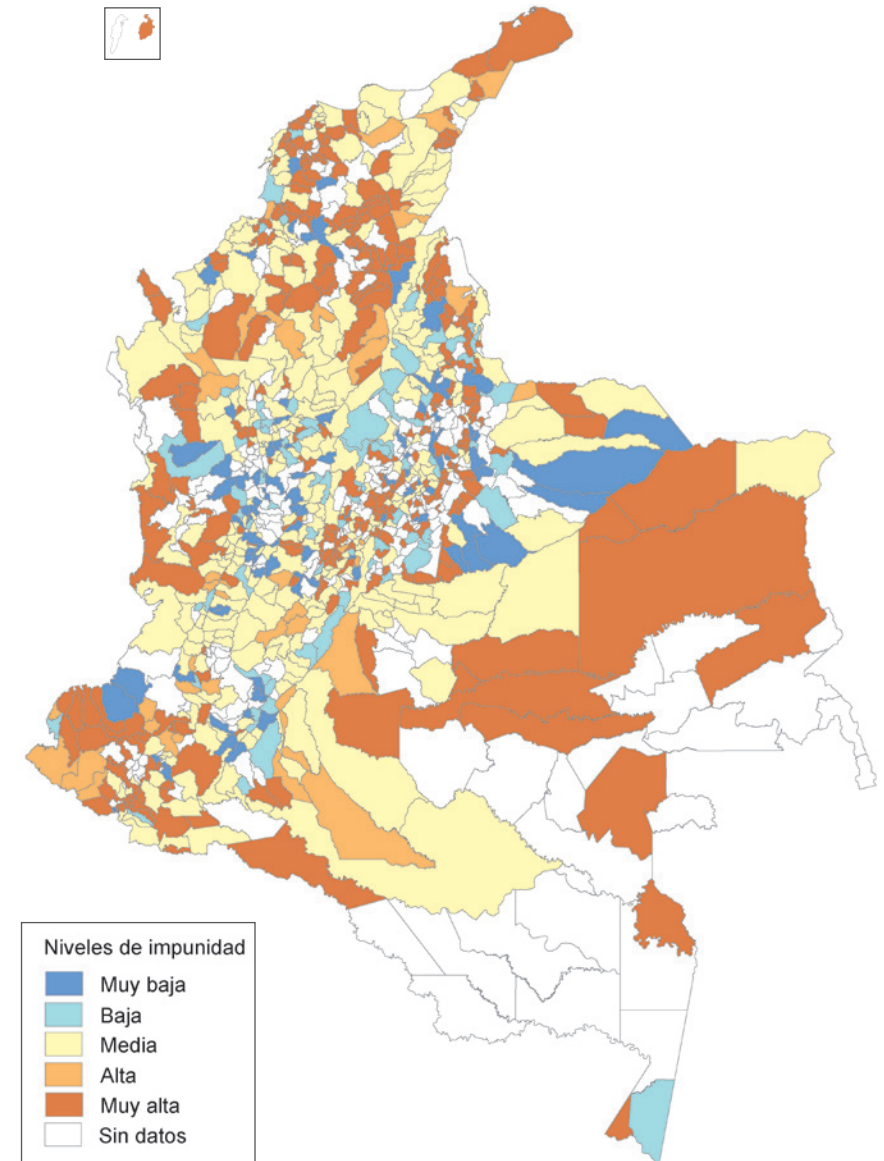 Niveles de impunidad
Muy baja
Baja
Media
Alta
Muy alta
Sin datos